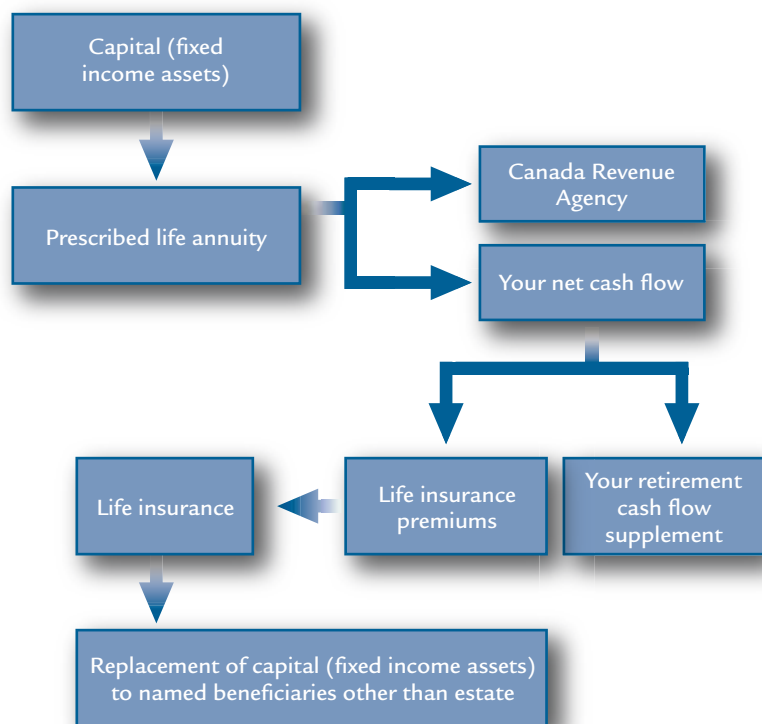 Capital (fixed
income assets)
Prescribed life annuity
Canada Revenue
Agency
Your net cash flow
Life insurance
Life insurance
premiums
Your retirement
cash flow
supplement
Replacement of capital (fixed income assets)
to named beneficiaries other than estate